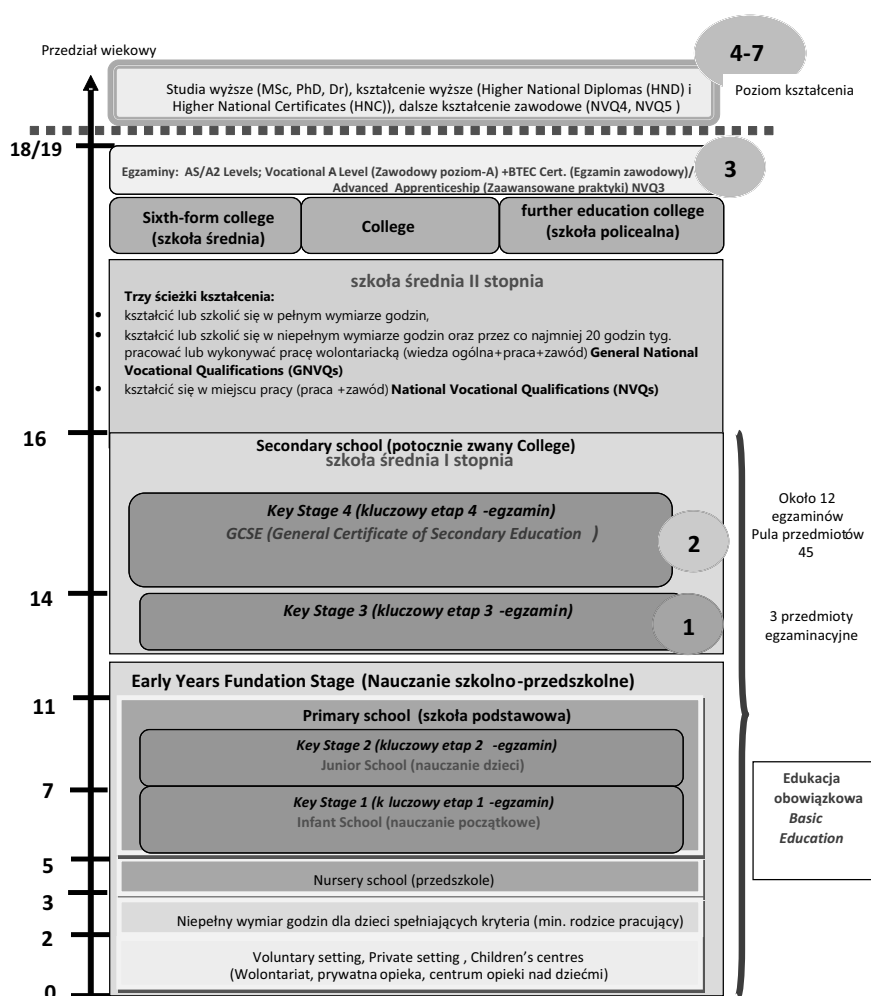 Przedział wiekowy
4-7
Poziom kształcenia
Studia wyższe (MSc, PhD, Dr), kształcenie wyższe (Higher National Diplomas (HND) i
Higher National Certificates (HNC)), dalsze kształcenie zawodowe (NVQ4, NVQ5 )
18/19
Egzaminy: AS/A2 Levels; Vocational A Level (Zawodowy poziom-A) +BTEC Cert. (Egzamin zawodowy)/
Advanced Apprenticeship (Zaawansowane praktyki) NVQ3
3
Sixth-form college
(szkoła średnia)
College
further education college
(szkoła policealna)
szkoła średnia II stopnia
Trzy ścieżki kształcenia:
• kształcić lub szkolić się w pełnym wymiarze godzin,
• kształcić lub szkolić się w niepełnym wymiarze godzin oraz przez co najmniej 20 godzin tyg.
pracować lub wykonywać pracę wolontariacką (wiedza ogólna+praca+zawód) General National
Vocational Qualifications (GNVQs)
• kształcić się w miejscu pracy (praca +zawód) National Vocational Qualifications (NVQs)
16
Secondary school (potocznie zwany College)
szkoła średnia I stopnia
Key Stage 4 (kluczowy etap 4 -egzamin)
GCSE (General Certificate of Secondary Education )
2
Około 12
egzaminów
Pula przedmiotów
45
14
Key Stage 3 (kluczowy etap 3 -egzamin)
1
3 przedmioty
egzaminacyjne
Early Years Fundation Stage (Nauczanie szkolno-przedszkolne)
11
Primary school (szkoła podstawowa)
Key Stage 2 (kluczowy etap 2 -egzamin)
Junior School (nauczanie dzieci)
7
Key Stage 1 (k luczowy etap 1 -egzamin)
Infant School (nauczanie początkowe)
Edukacja
obowiązkowa
Basic
Education
5
Nursery school (przedszkole)
3
Niepełny wymiar godzin dla dzieci spełniających kryteria (min. rodzice pracujący)
2
Voluntary setting, Private setting , Children's centres
(Wolontariat, prywatna opieka, centrum opieki nad dziećmi)
0